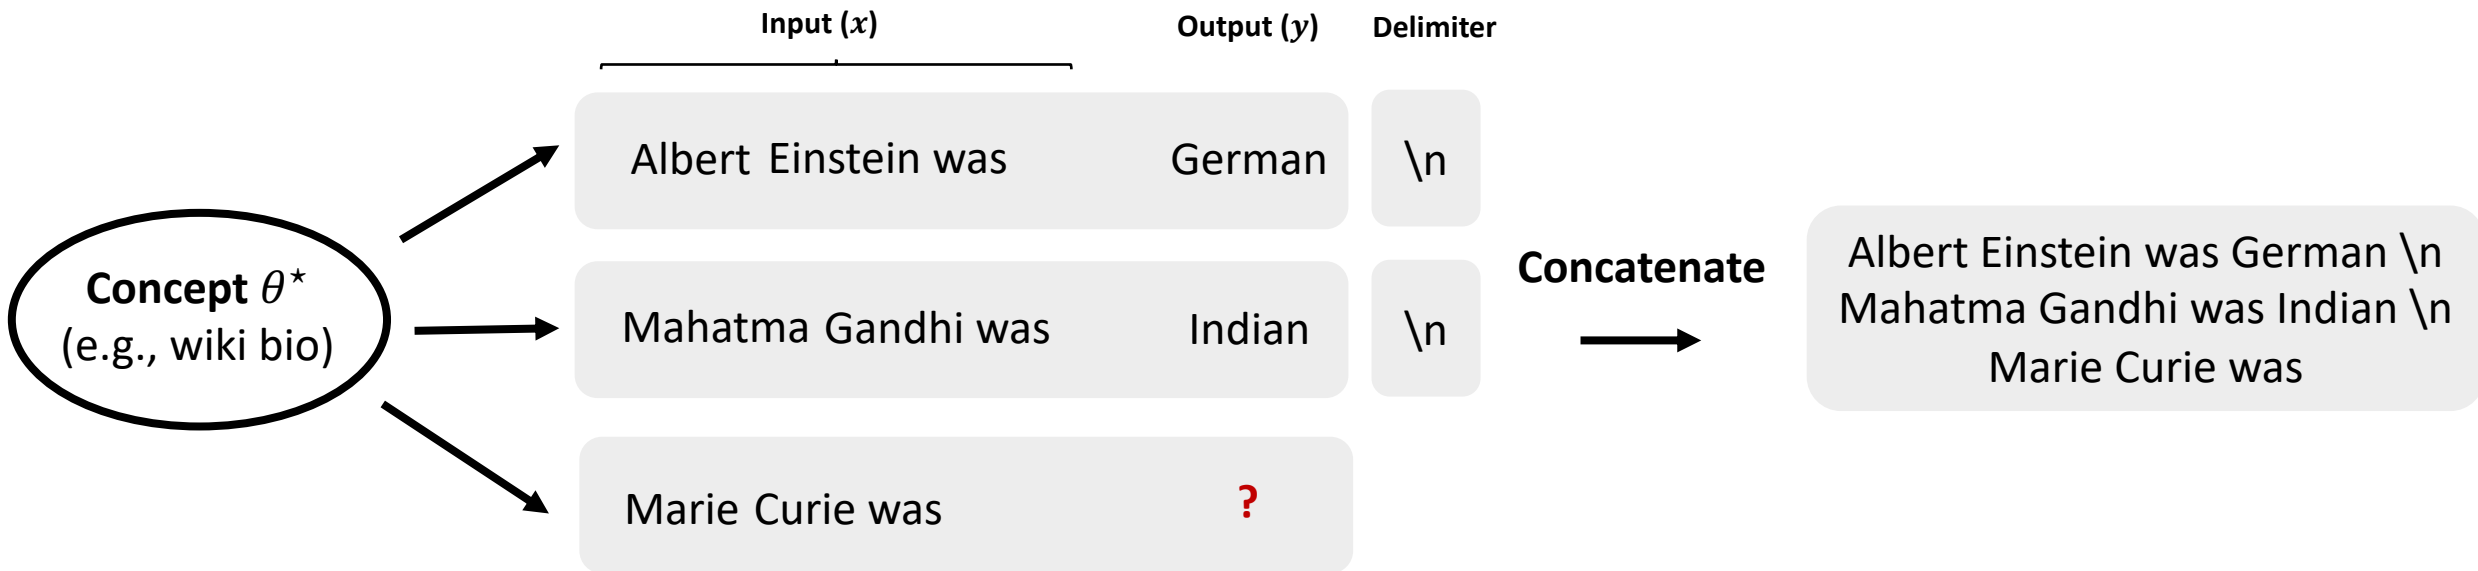 Input (x) Output (y) Delimiter
Albert Einstein was German \n
Concept θ*
(e.g., wiki bio)
Mahatma Gandhi was Indian \n
Marie Curie was ?
Concatenate
Albert Einstein was German \n
Mahatma Gandhi was Indian \n
Marie Curie was